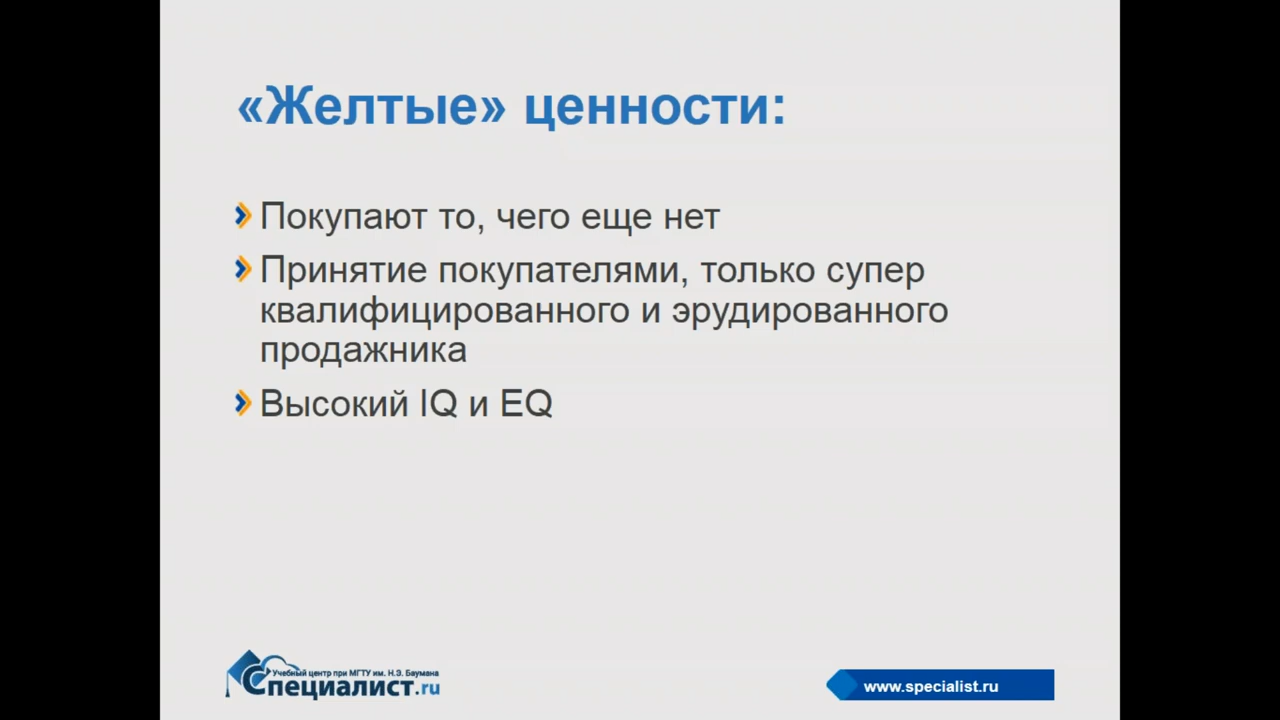 «Желтые» ценности:
Покупают то, чего еще нет
Принятие покупателями, только супер
квалифицированного и эрудированного
продажника
Высокий IQ и EQ
Учебный центр при МГТУ им. Н.Э. Баумана
Специалист.ru
www.specialist.ru